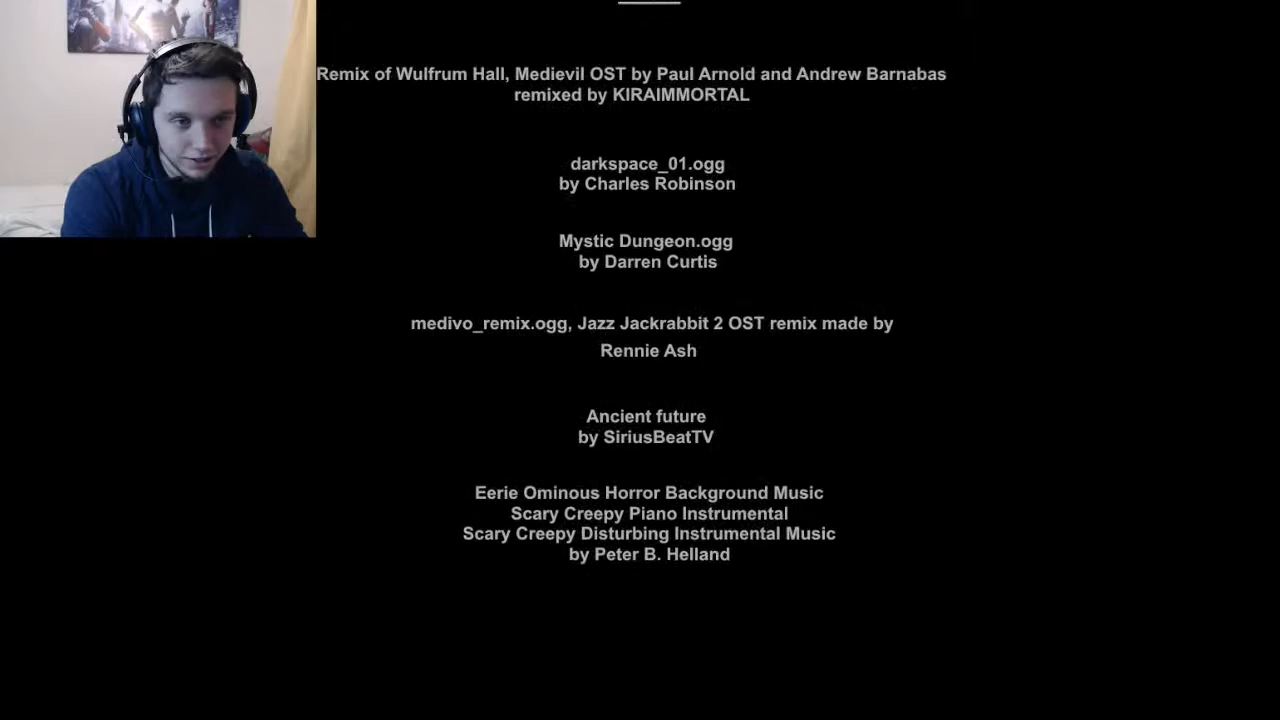 Remix of Wulfrum Hall, Medievil OST by Paul Arnold and Andrew Barnabas
remixed by KIRAIMMORTAL
darkspace_01.ogg
by Charles Robinson
Mystic Dungeon.ogg
by Darren Curtis
medivo_remix.ogg, Jazz Jackrabbit 2 OST remix made by
Rennie Ash
Ancient future
by SiriusBeatTV
Eerie Ominous Horror Background Music
Scary Creepy Piano Instrumental
Scary Creepy Disturbing Instrumental Music
by Peter B. Helland